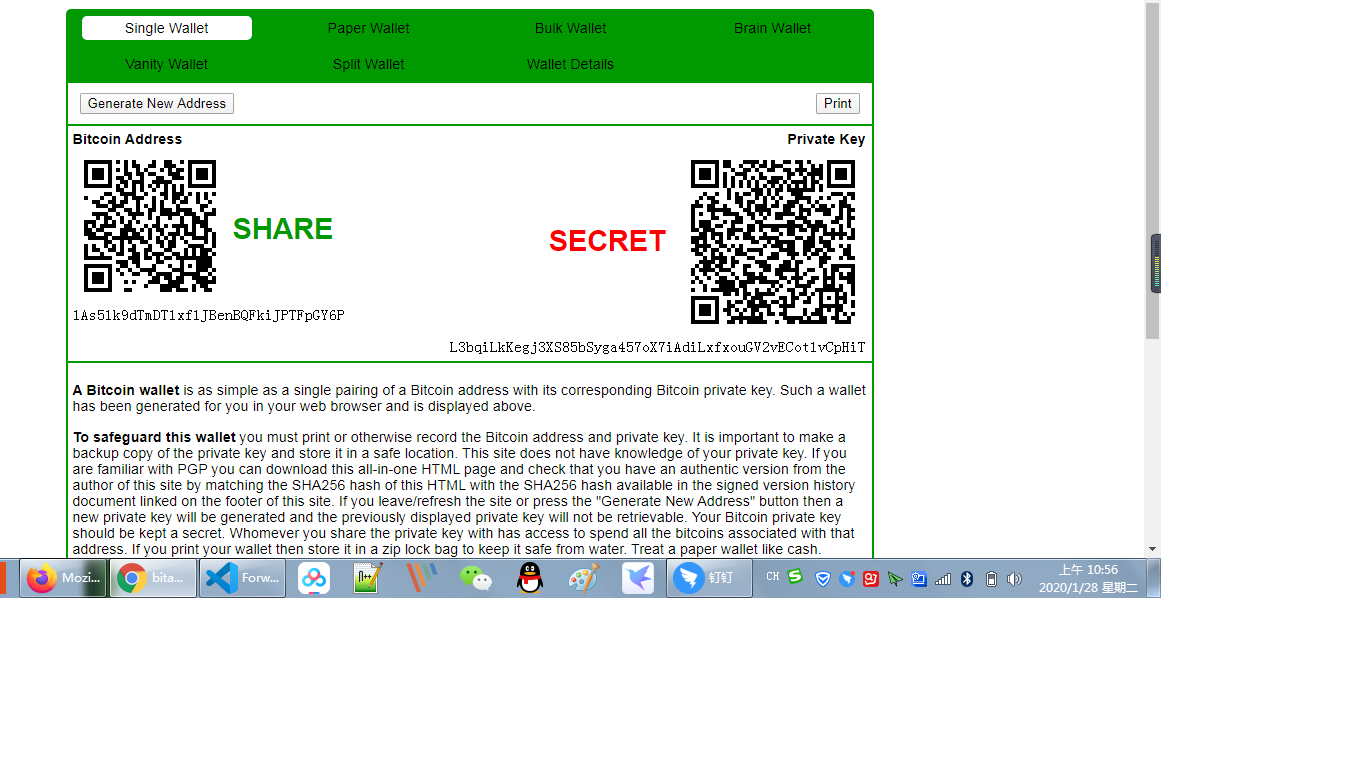 Single Wallet
Paper Wallet
Bulk Wallet
Brain Wallet
Vanity Wallet
Split Wallet
Wallet Details
Generate New Address
Print
Bitcoin Address
Private Key
SHARE
SECRET
1As51k9dTmDT1xf1JBenBQFkiJPTFpGY6P
L3bqiLkKegj3XS85bSyga457oX7iAdiLxfxouGV2vECot1vCpHiT
A Bitcoin wallet is as simple as a single pairing of a Bitcoin address with its corresponding Bitcoin private key. Such a wallet
has been generated for you in your web browser and is displayed above.
To safeguard this wallet you must print or otherwise record the Bitcoin address and private key. It is important to make a
backup copy of the private key and store it in a safe location. This site does not have knowledge of your private key. If you
are familiar with PGP you can download this all-in-one HTML page and check that you have an authentic version from the
author of this site by matching the SHA256 hash of this HTML with the SHA256 hash available in the signed version history
document linked on the footer of this site. If you leave/refresh the site or press the "Generate New Address" button then a
new private key will be generated and the previously displayed private key will not be retrievable. Your Bitcoin private key
should be kept a secret. Whomever you share the private key with has access to spend all the bitcoins associated with that
address. If you print your wallet then store it in a zip lock bag to keep it safe from water. Treat a paper wallet like cash.
Mozi...
bita...
Forw...
钉钉
CH
上午 10:56
2020/1/28 星期二